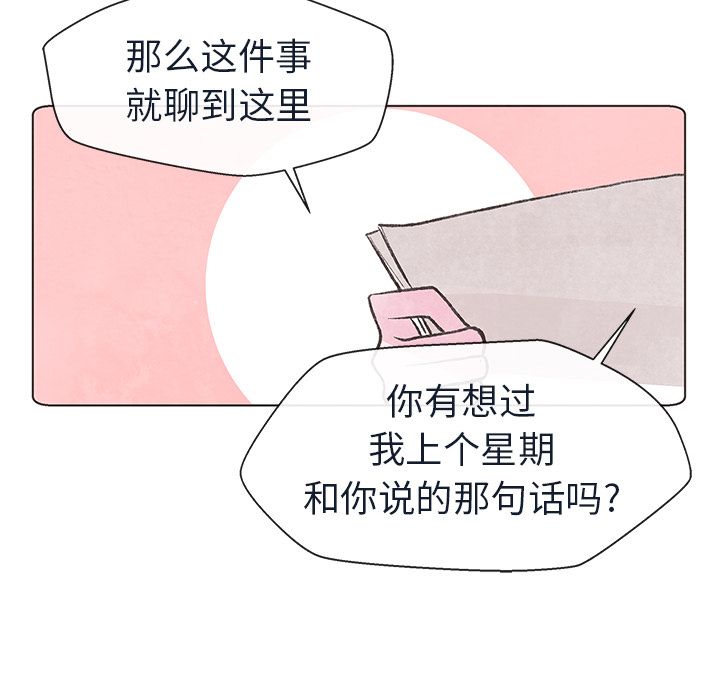 那么这件事
就聊到这里
你有想过
我上个星期
和你说的那句话吗?